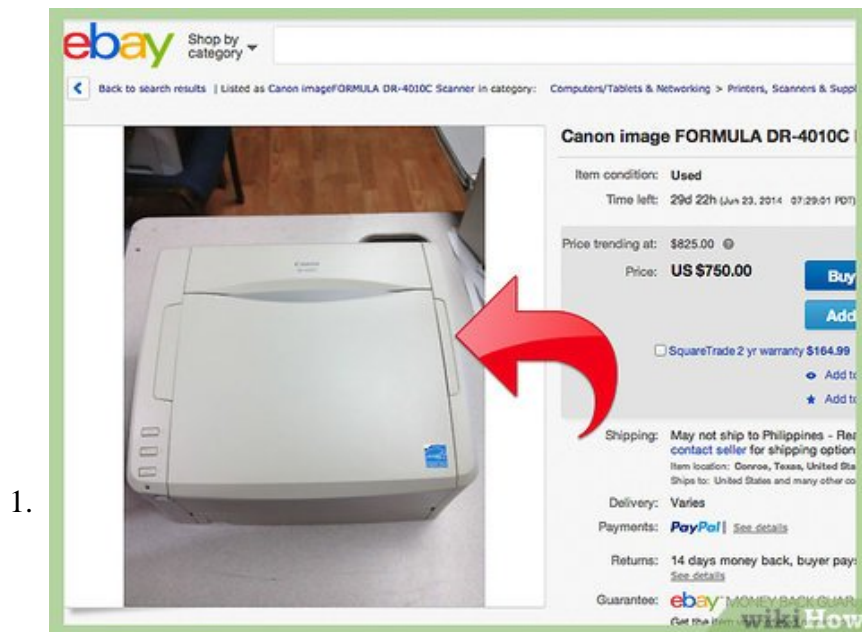 ebay Shop by category
Back to search results | Listed as Canon imageFORMULA DR-4010C Scanner in category: Computers/Tablets & Networking > Printers, Scanners & Suppl
Canon image FORMULA DR-4010C
Item condition: Used
Time left: 29d 22h (Jun 23, 2014 07:29:01 PDT)
Price trending at: $825.00
Price: US $750.00
Buy
Add
SquareTrade 2 yr warranty $164.99
Add to
Add to
Shipping: May not ship to Philippines - Rea
contact seller for shipping option
Item location: Conroe, Texas, United Sta
Ships to: United States and many other co
Delivery: Varies
Payments: PayPal | See details
Returns: 14 days money back, buyer pays
See details
Guarantee: ebay MONEY BACK GUAR
Get the item
wikiHow
1.
Canon